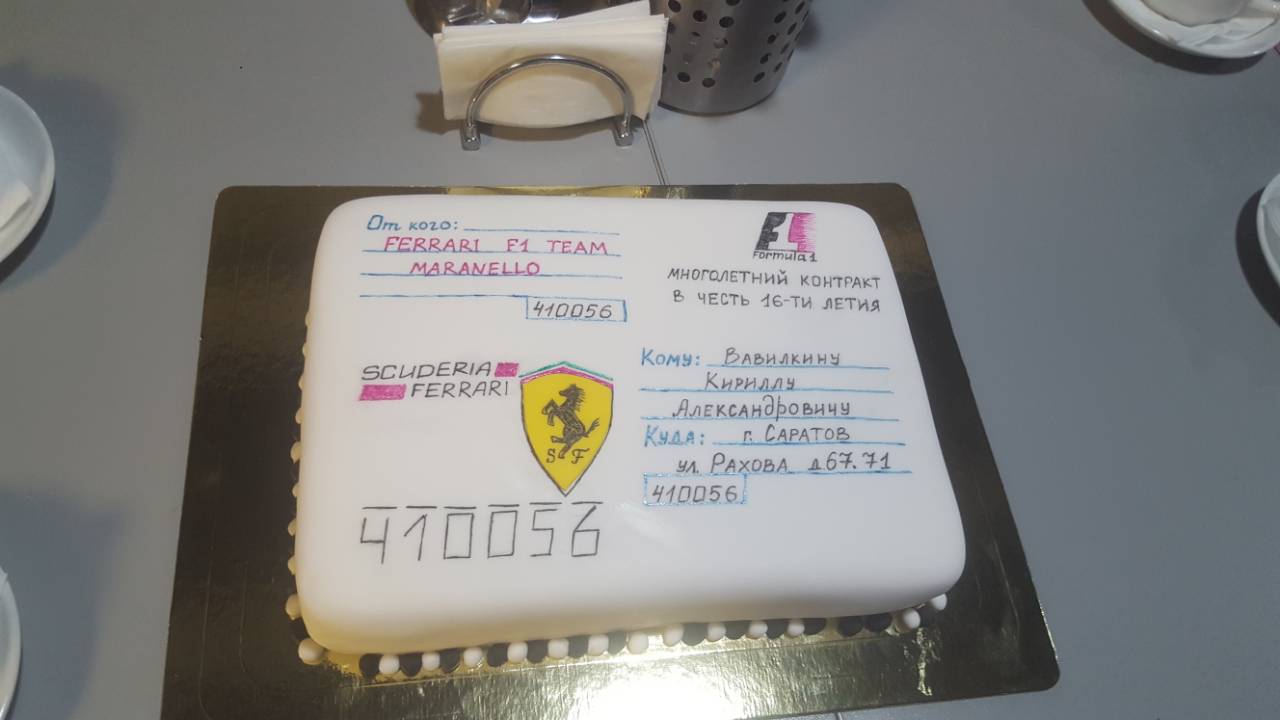 От кого:
FERRARI F1 TEAM
MARANELLO
410056
F1
Formula 1
МНОГОЛЕТНИЙ КОНТРАКТ
В ЧЕСТЬ 16-ТИ ЛЕТИЯ
SCUDERIA
FERRARI
S F
Кому: ВАВИЛКИНУ
КИРИЛЛУ
АЛЕКСАНДРОВИЧУ
Куда: г. САРАТОВ
ул. РАХОВА д 67.71
410056
410056